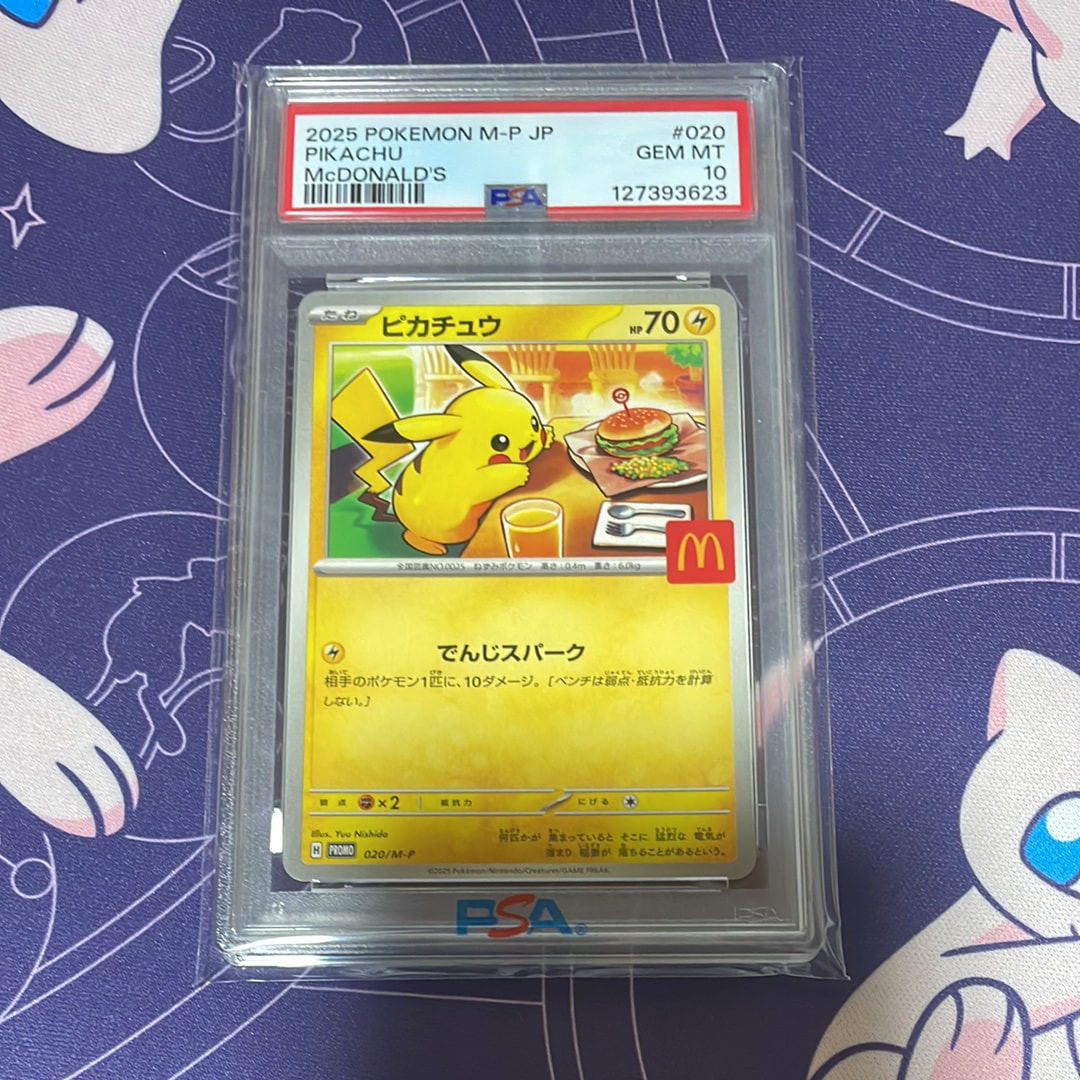 2025 POKEMON M-P JP
#020
PIKACHU
GEM MT
McDONALD'S
10
PSA
127393623
たね
ピカチュウ
HP 70
全国図鑑NO.0025 ねずみポケモン 高さ:0.4m 重さ:6.0kg
M
でんじスパーク
相手のポケモン1匹に、10ダメージ。[ベンチは弱点・抵抗力を計算
しない。]
弱点 ×2 抵抗力 にげる
Illus. Yuu Nishida
何匹かが 集まっていると そこに 猛烈な 電気が
溜まり 稲妻が 落ちることがあるという。
H PROMO 020/M-P
©2025 Pokémon/Nintendo/Creatures/GAME FREAK.
PSA®
PSA